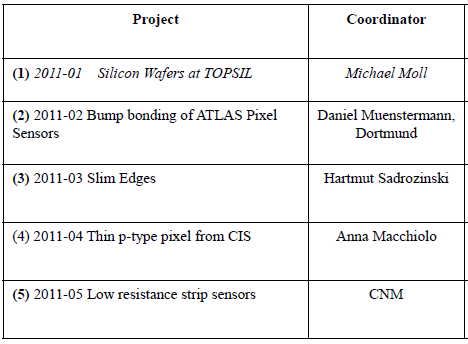 Project Coordinator
(1) 2011-01 Silicon Wafers at TOPSIL Michael Moll
(2) 2011-02 Bump bonding of ATLAS Pixel Daniel Muenstermann,
Sensors Dortmund
(3) 2011-03 Slim Edges Hartmut Sadrozinski
(4) 2011-04 Thin p-type pixel from CIS Anna Macchiolo
(5) 2011-05 Low resistance strip sensors CNM